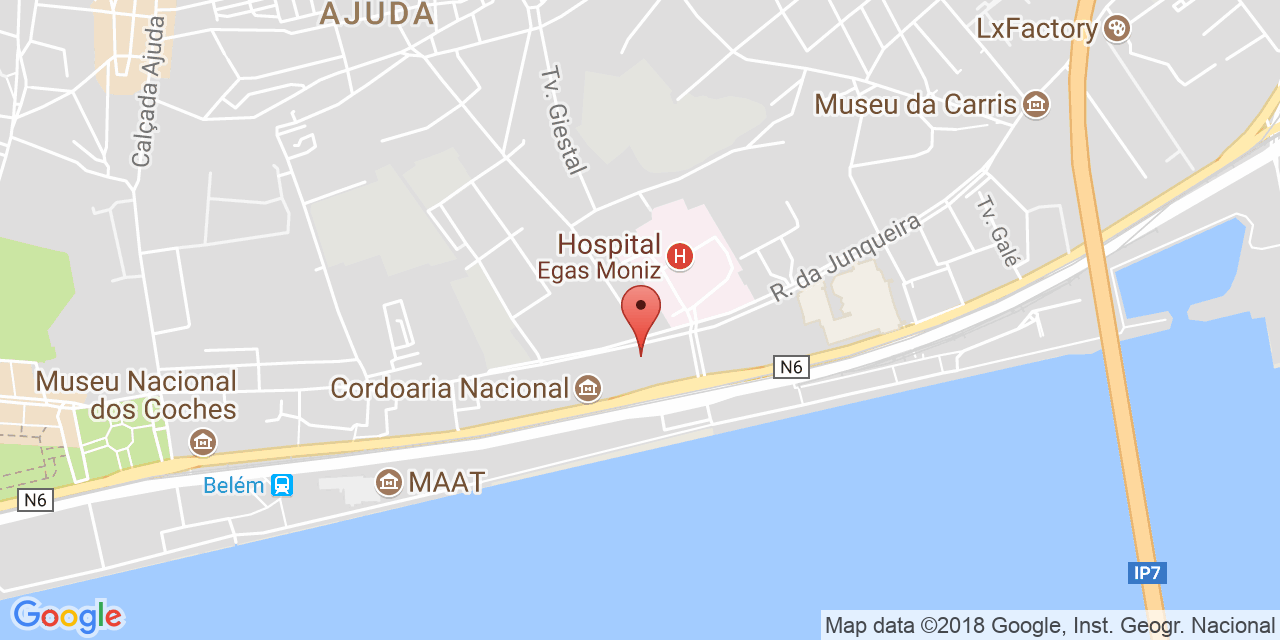 AJUDA
LxFactory
Calçada Ajuda
Tv. Giestal
Museu da Carris
Tv. Galé
R. da Junqueira
Hospital
Egas Moniz
H
N6
Museu Nacional
dos Coches
Cordoaria Nacional
Belém
MAAT
N6
IP7
Google
Map data ©2018 Google, Inst. Geogr. Nacional